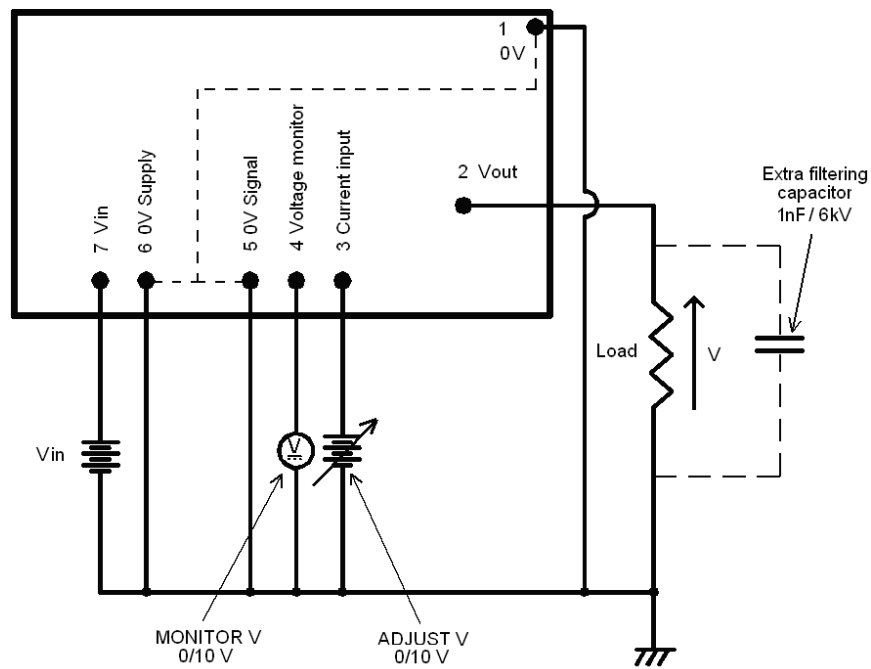 1
0V
7 Vin
6 0V Supply
5 0V Signal
4 Voltage monitor
3 Current input
2 Vout
Extra filtering
capacitor
1nF / 6kV
Load
V
Vin
V
MONITOR V
0/10 V
ADJUST V
0/10 V